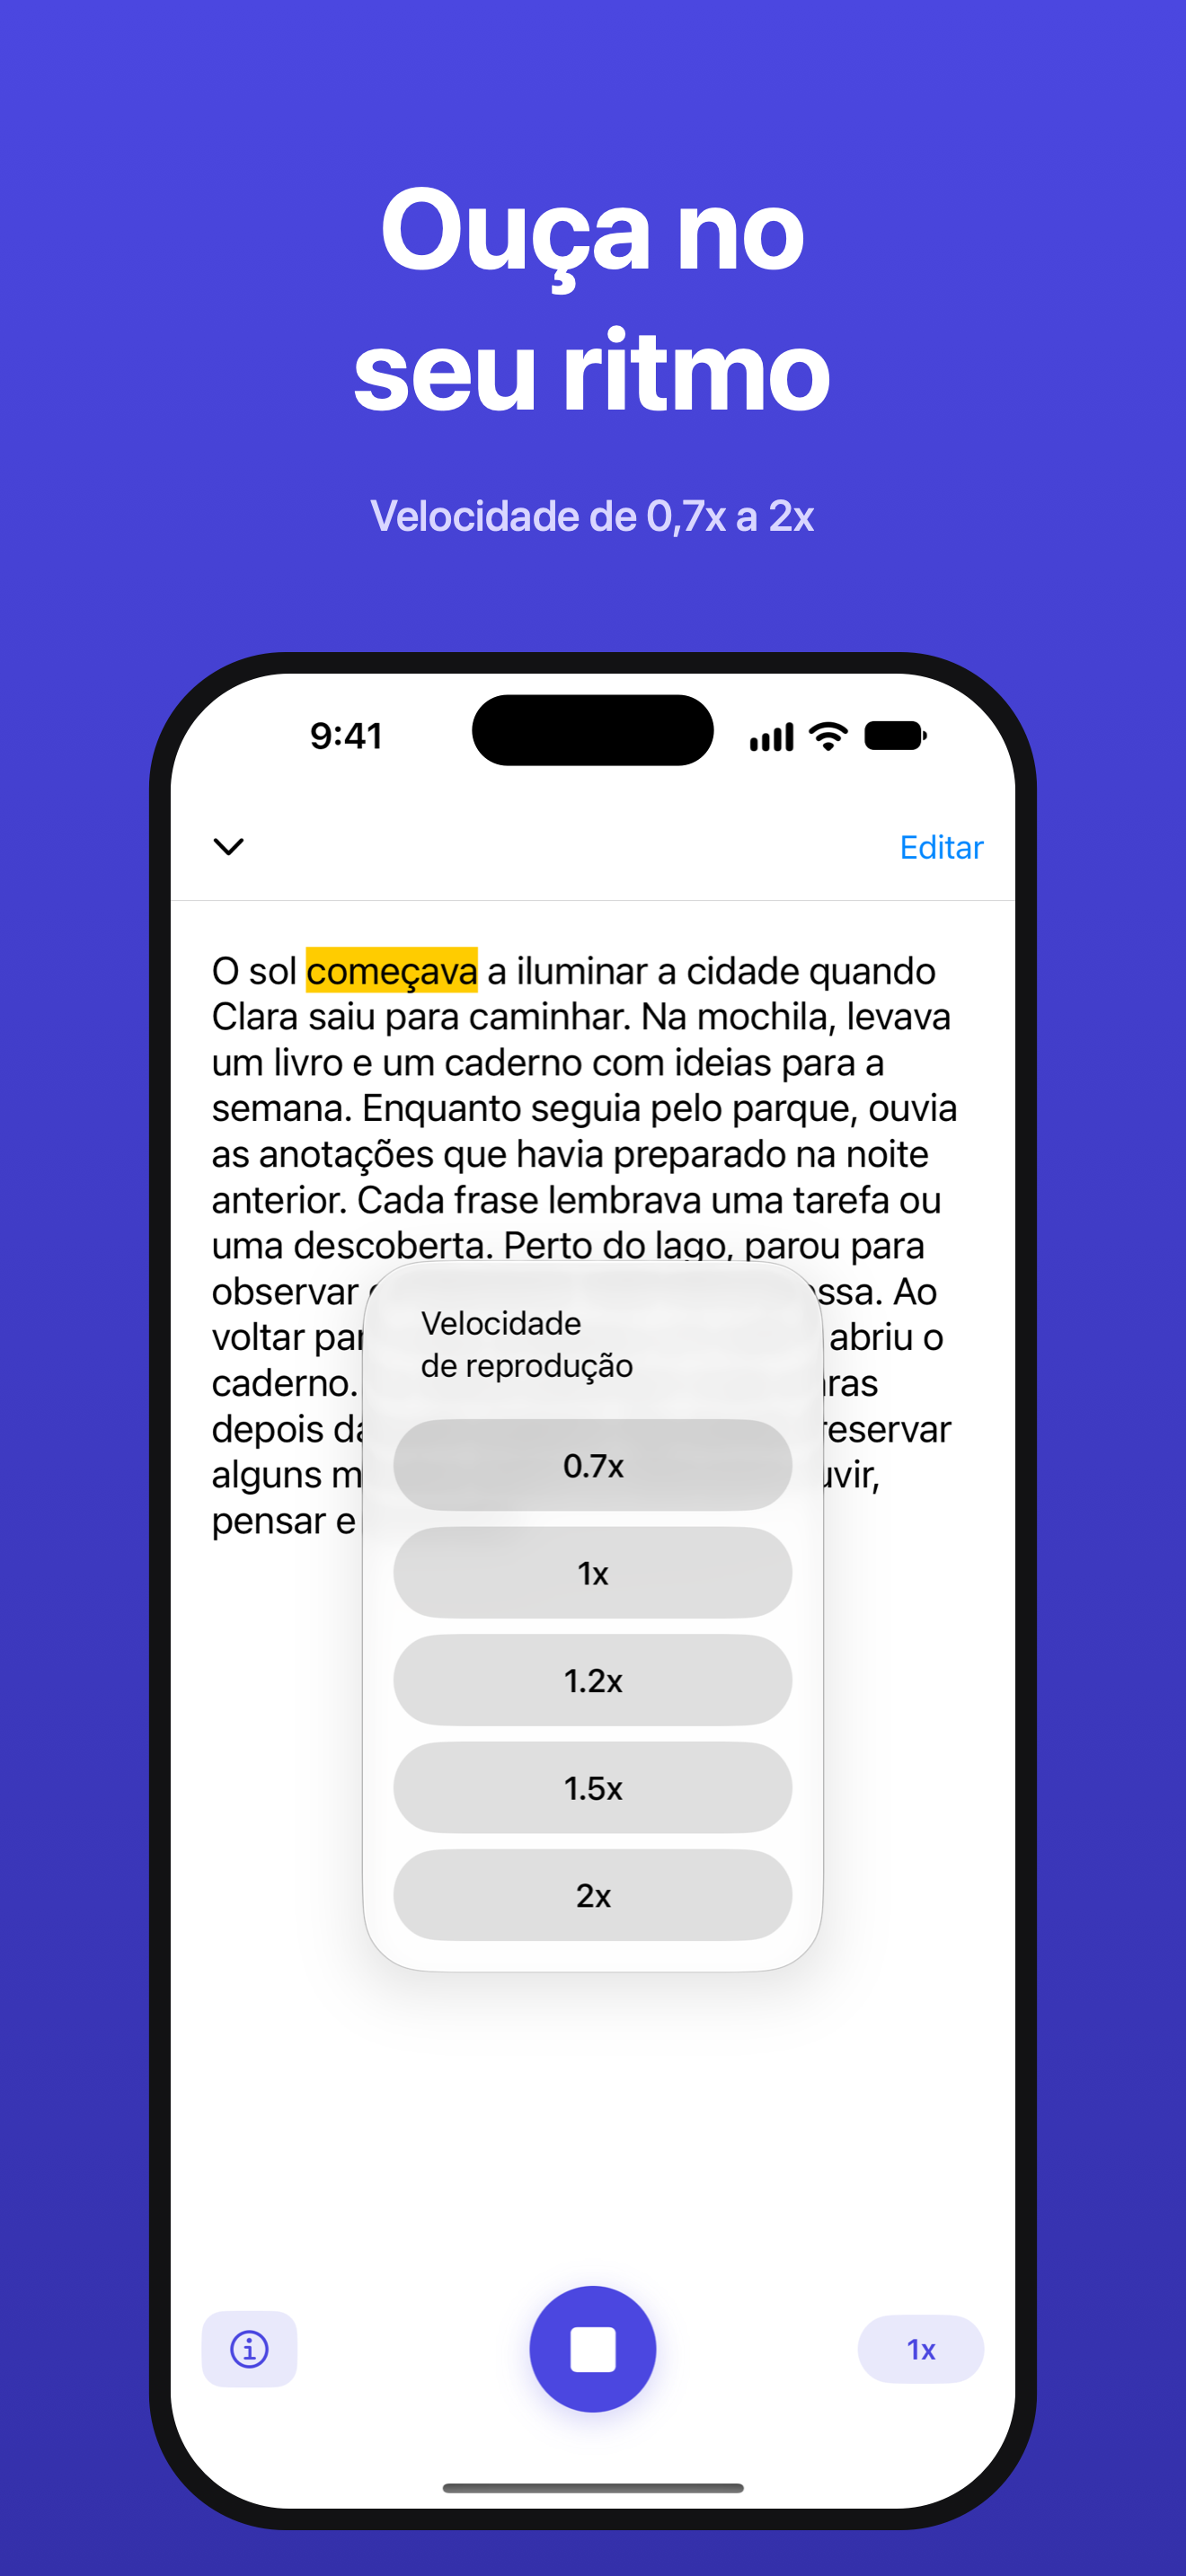 Ouça no
seu ritmo
Velocidade de 0,7x a 2x
9:41
Editar
O sol começava a iluminar a cidade quando
Clara saiu para caminhar. Na mochila, levava
um livro e um caderno com ideias para a
semana. Enquanto seguia pelo parque, ouvia
as anotações que havia preparado na noite
anterior. Cada frase lembrava uma tarefa ou
uma descoberta. Perto do lago, parou para
observar Ao
voltar abriu o
caderno.
depois
alguns
pensar e
Velocidade
de reprodução
0.7x
1x
1.2x
1.5x
2x
1x